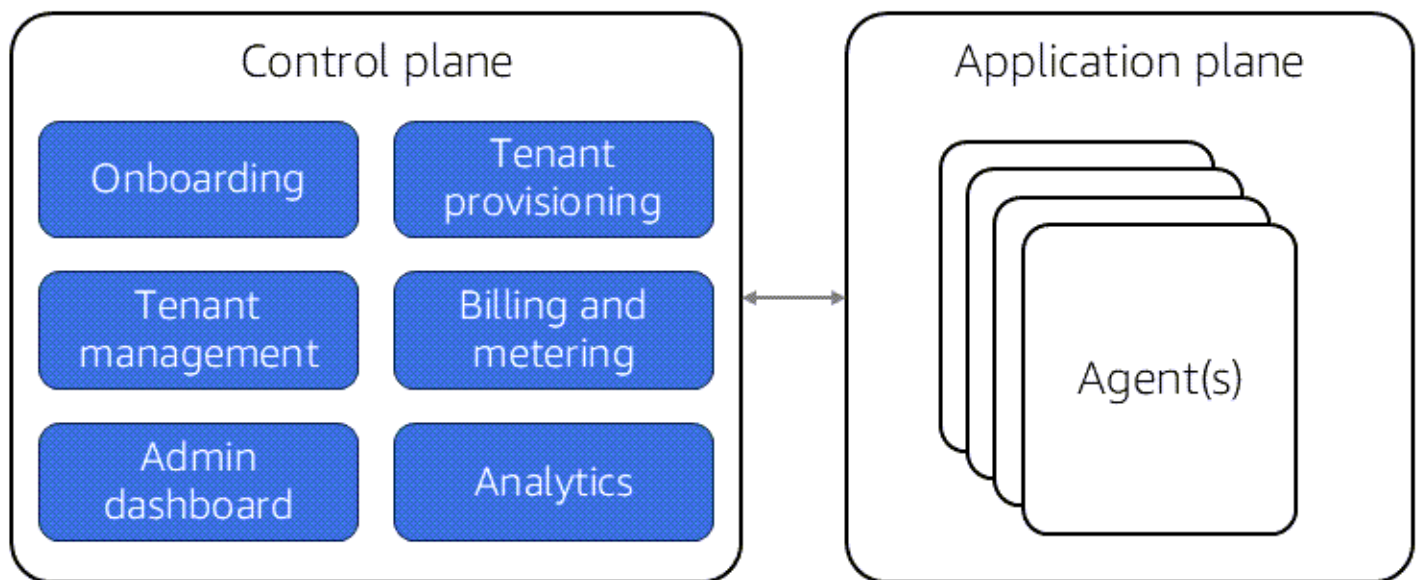 Control plane
Onboarding
Tenant
provisioning
Tenant
management
Billing and
metering
Admin
dashboard
Analytics
Application plane
Agent(s)